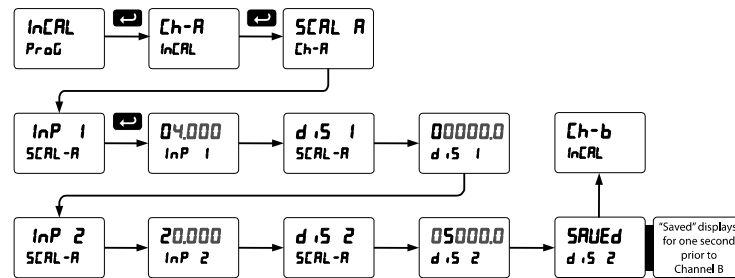 InCAL
ProG
Ch-A
InCAL
SCAL A
Ch-A
InP 1
SCAL-A
04.000
InP 1
diS 1
SCAL-A
00000.0
diS 1
Ch-b
InCAL
InP 2
SCAL-A
20.000
InP 2
diS 2
SCAL-A
05000.0
diS 2
SAVEd
diS 2
"Saved" displays
for one second
prior to
Channel B